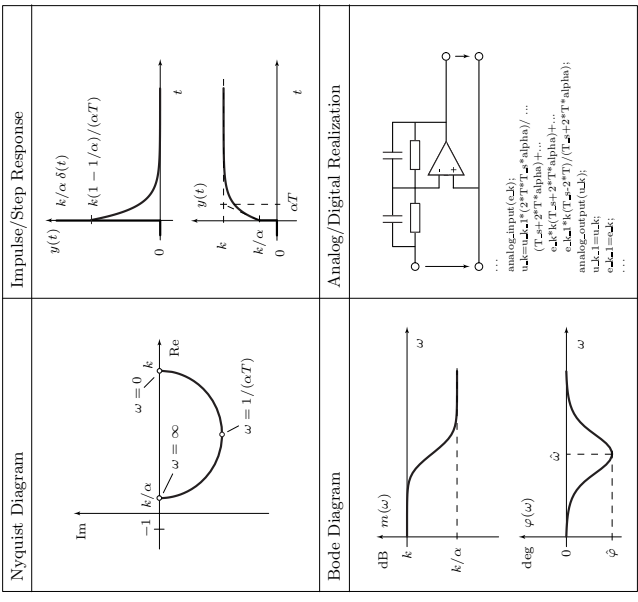 Nyquist Diagram
Im
−1
k/α
k
Re
ω = 0
ω = ∞
ω = 1/(αT)
Impulse/Step Response
y(t)
k/α δ(t)
k(1 − 1/α)/(αT)
0
t
y(t)
k
k/α
0
αT
t
Bode Diagram
dB
m(ω)
k
k/α
ω
deg
φ(ω)
0
φ̂
ω̂
ω
Analog/Digital Realization
-
+
...
analog_input(e_k);
u_k=u_k_1*(2*T*T_s*alpha)/ ...
(T_s+2*T*alpha)+...
e_k*k(T_s+2*T*alpha)+...
e_k_1*k(T_s-2*T)/(T_s+2*T*alpha);
analog_output(u_k);
u_k_1=u_k;
e_k_1=e_k;
...